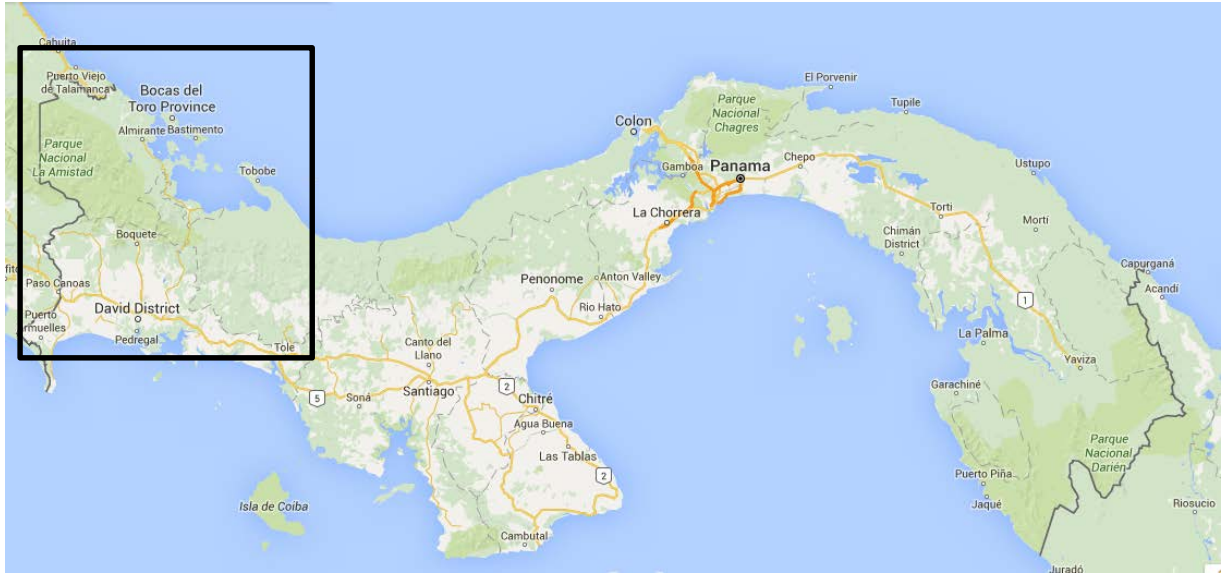 Cahuita
Puerto Viejo
de Talamanca
Bocas del
Toro Province
Almirante
Bastimento
Parque
Nacional
La Amistad
Tobobe
Boquete
Paso Canoas
David District
Puerto
rmuelles
Pedregal
Tole
Colon
Parque
Nacional
Chagres
El Porvenir
Tupile
Gamboa
Panama
Chepo
Ustupo
La Chorrera
Torti
Mortí
Chimán
District
Capurganá
Acandí
Penonome
Anton Valley
Rio Hato
1
La Palma
Yaviza
Canto del
Llano
Santiago
2
5
Soná
Chitré
Agua Buena
Las Tablas
2
Garachiné
Isla de Coiba
Cambutal
Puerto Piña
Jaqué
Parque
Nacional
Darién
Riosucio
Juradó